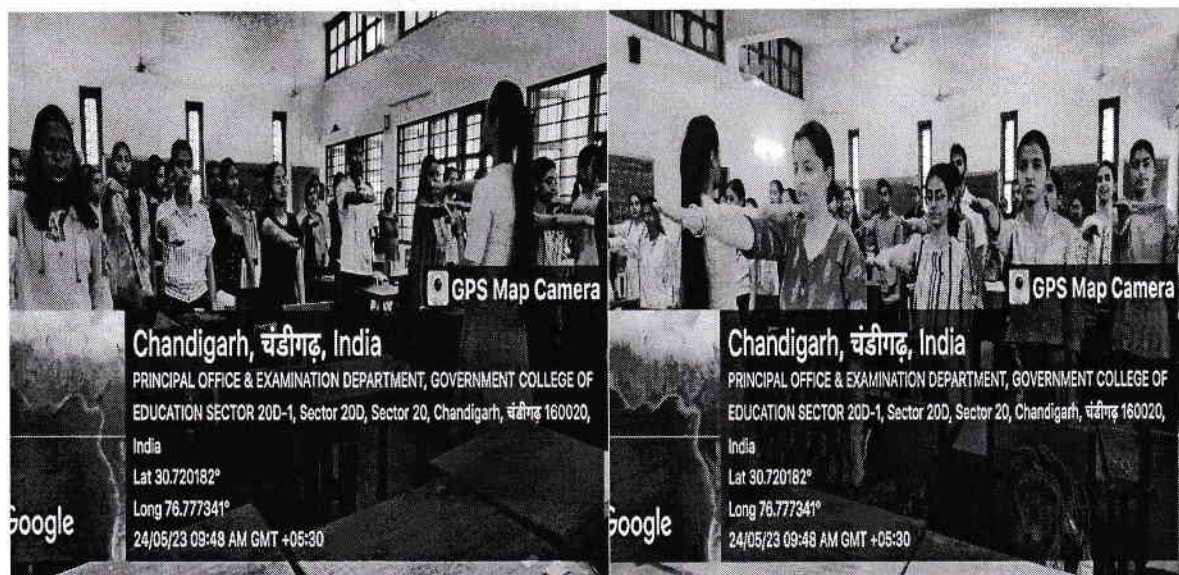 GPS Map Camera
Chandigarh, चंडीगढ़, India
PRINCIPAL OFFICE & EXAMINATION DEPARTMENT, GOVERNMENT COLLEGE OF
EDUCATION SECTOR 20D-1, Sector 20D, Sector 20, Chandigarh, चंडीगढ़ 160020,
India
Lat 30.720182°
Long 76.777341°
24/05/23 09:48 AM GMT +05:30
Google
GPS Map Camera
Chandigarh, चंडीगढ़, India
PRINCIPAL OFFICE & EXAMINATION DEPARTMENT, GOVERNMENT COLLEGE OF
EDUCATION SECTOR 20D-1, Sector 20D, Sector 20, Chandigarh, चंडीगढ़ 160020,
India
Lat 30.720182°
Long 76.777341°
24/05/23 09:48 AM GMT +05:30
Google